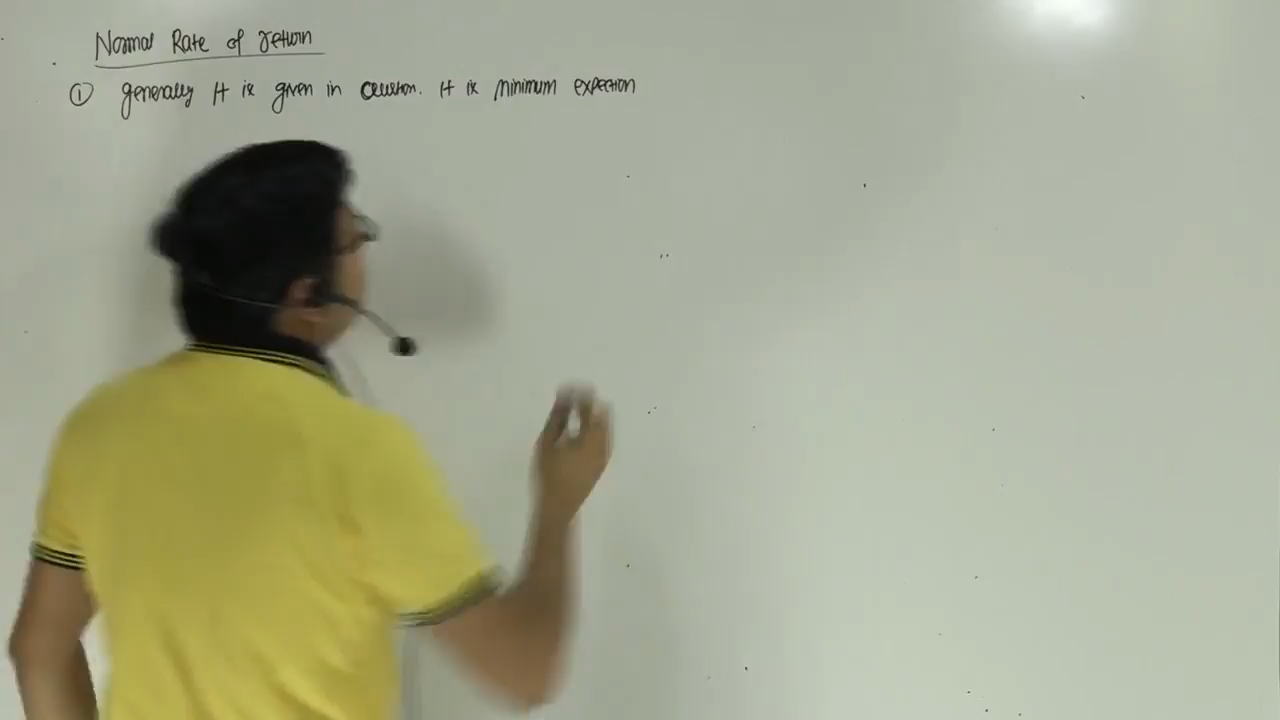 Normal Rate of return
① generally It is given in question. It is minimum expection